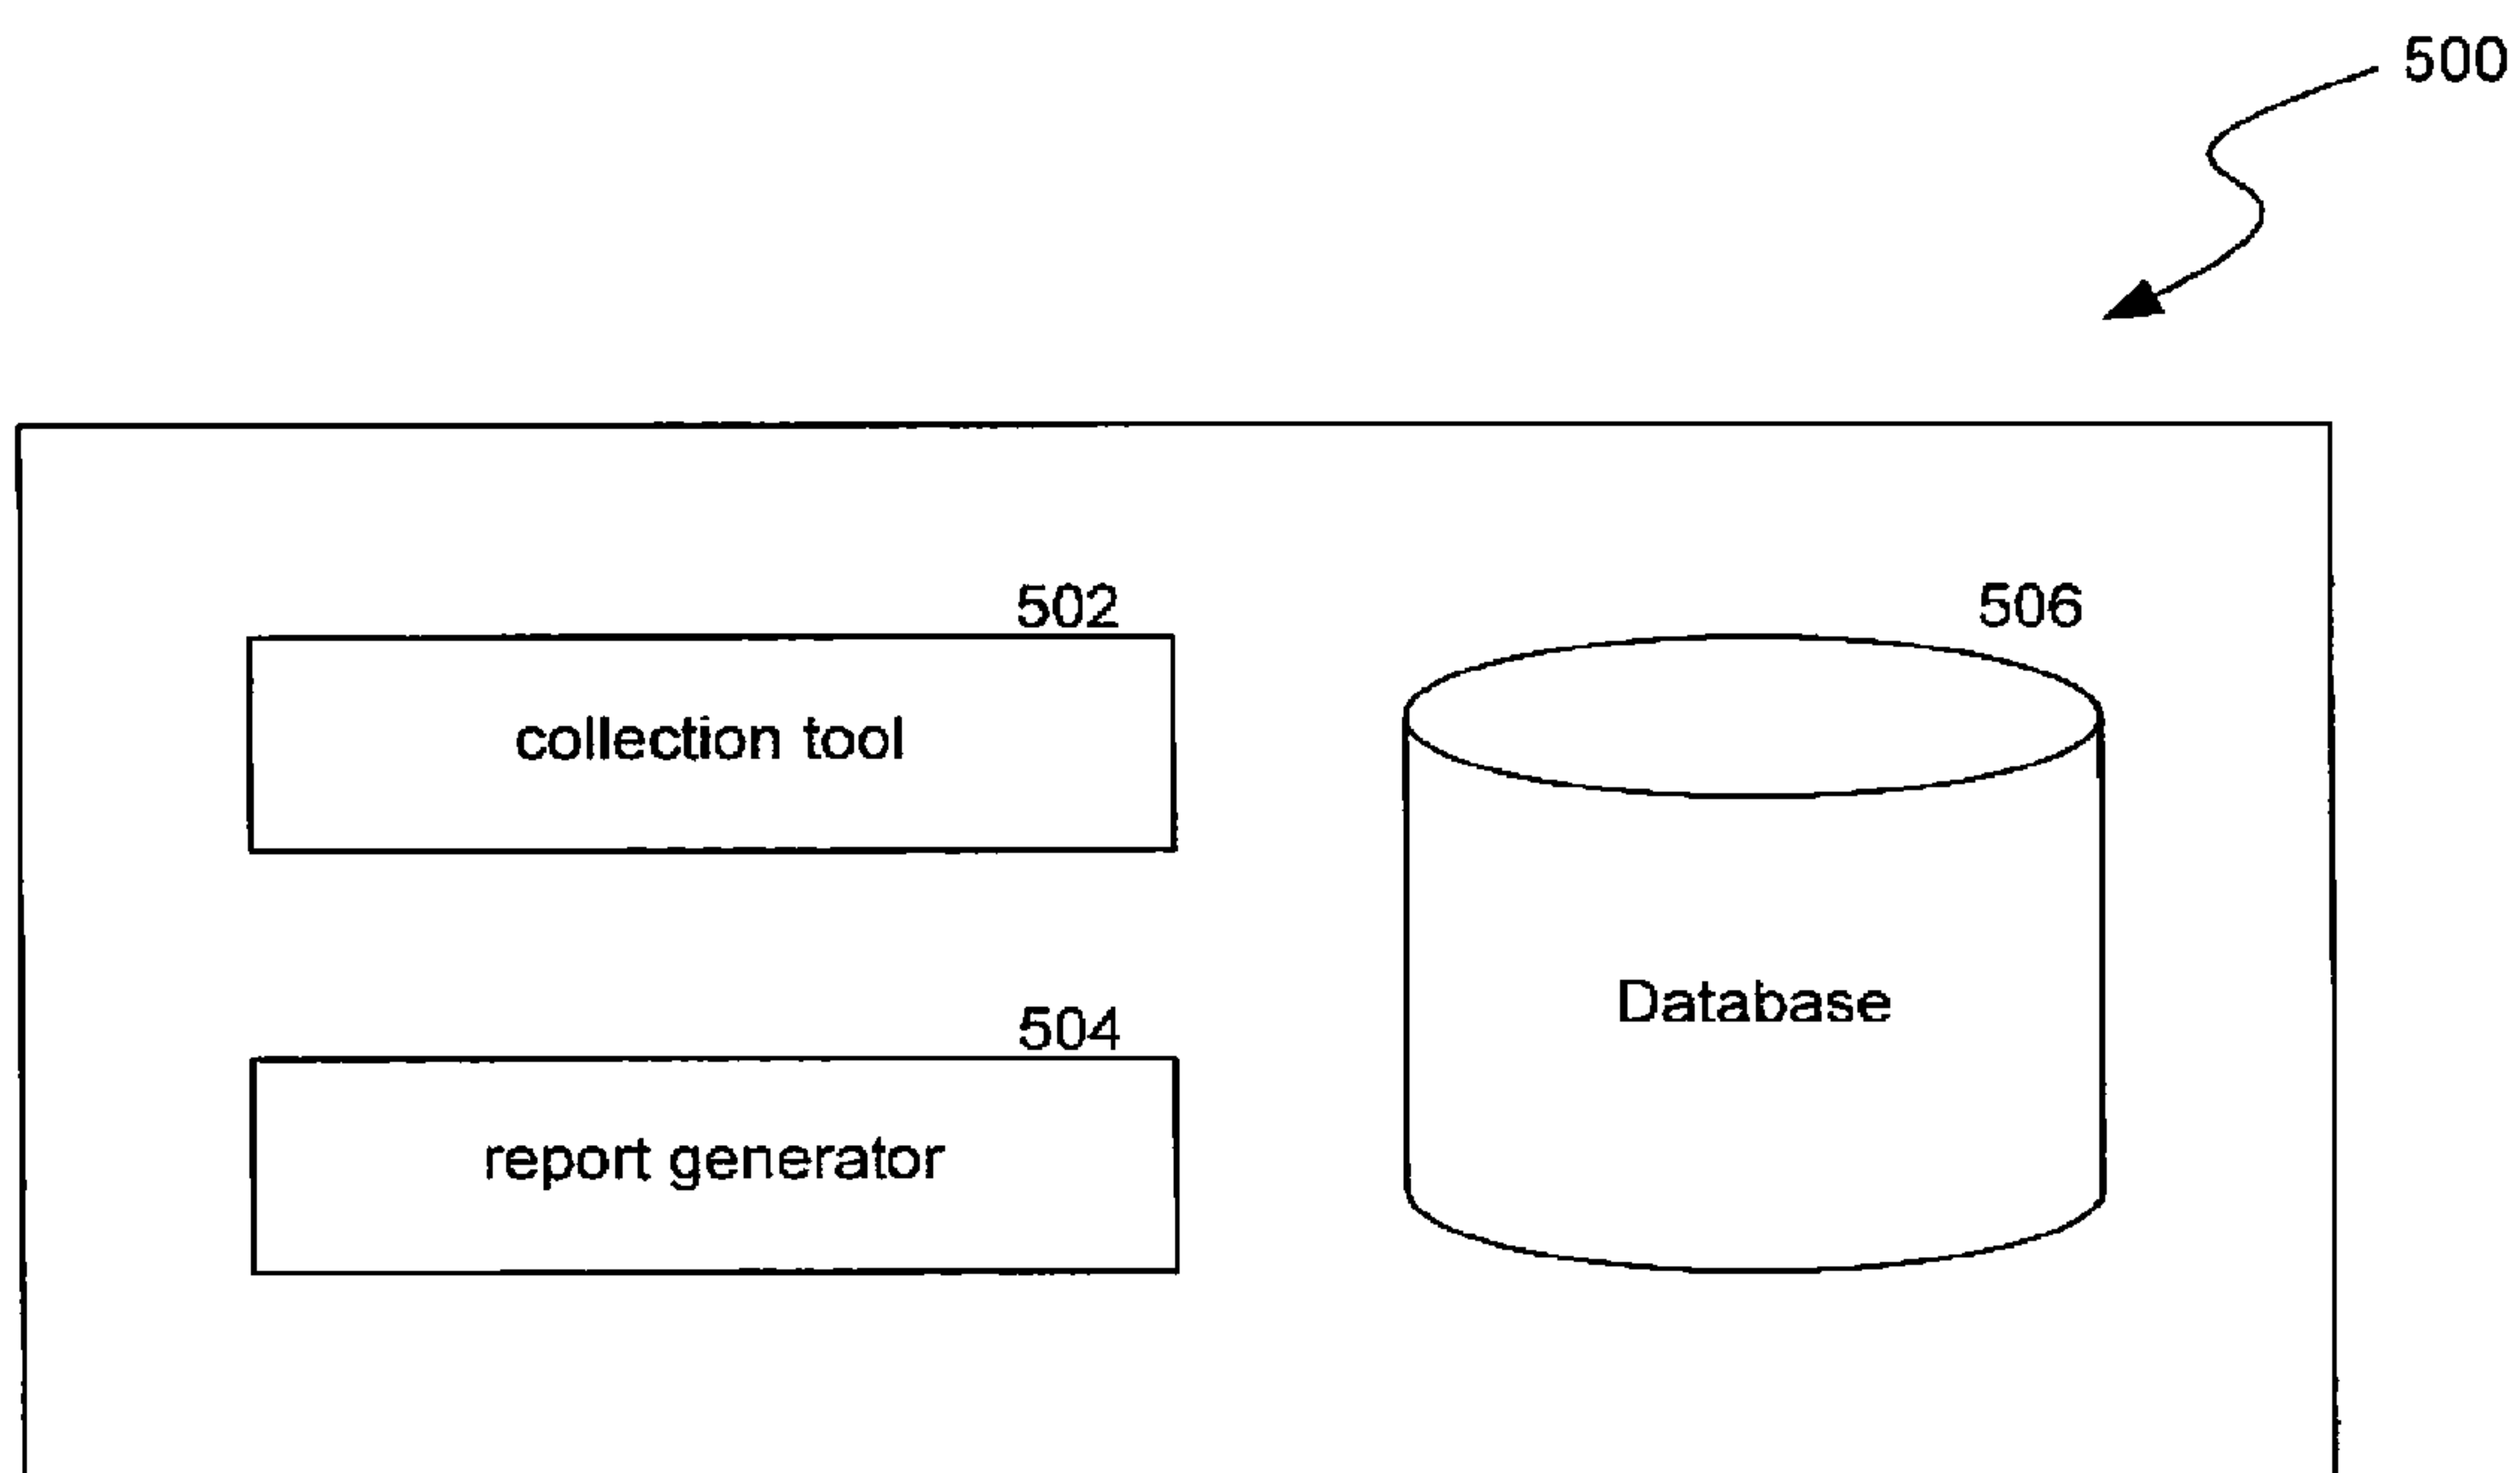 500
502
506
collection tool
Database
504
report generator